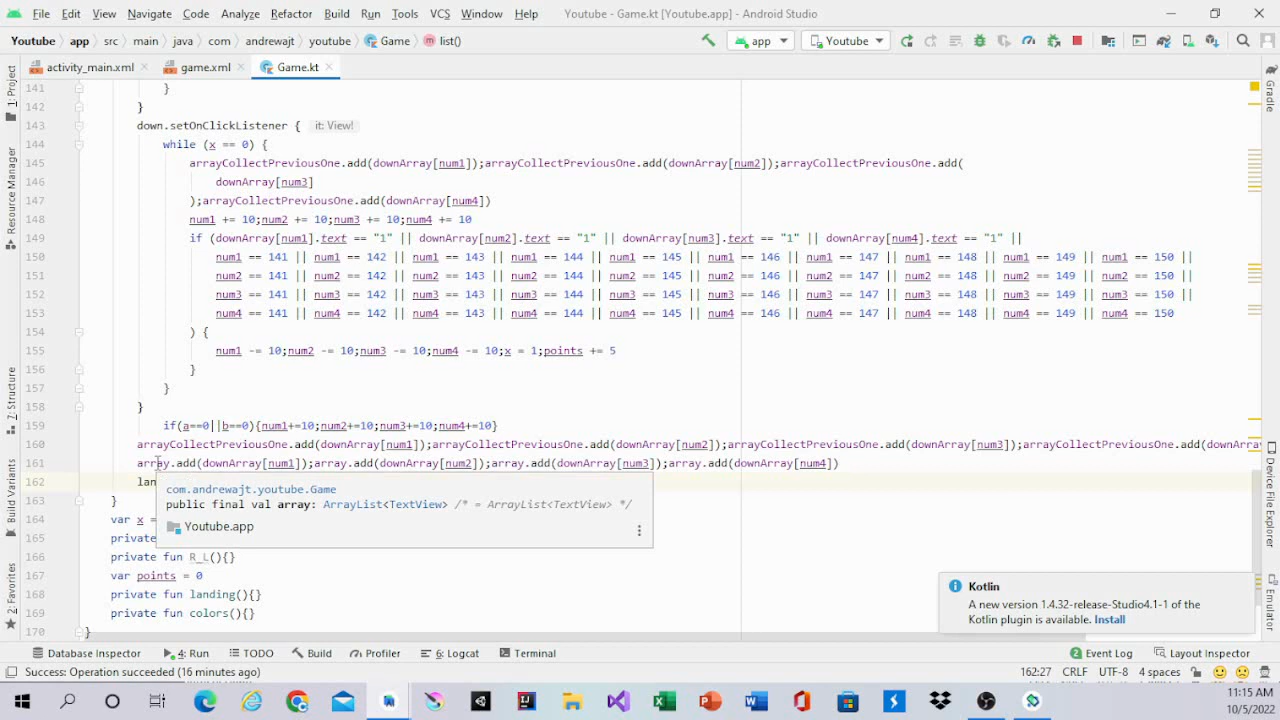 File Edit View Navigate Code Analyze Refactor Build Run Tools VCS Window Help Youtube - Game.kt [Youtube.app] - Android Studio
Youtube app src main java com andrewajt youtube Game list() app Youtube
activity_main.xml game.xml Game.kt
141 }
142 }
143 down.setOnClickListener { it: View!
144 while (x == 0) {
145 arrayCollectPreviousOne.add(downArray[num1]);arrayCollectPreviousOne.add(downArray[num2]);arrayCollectPreviousOne.add(
146 downArray[num3]
147 );arrayCollectPreviousOne.add(downArray[num4])
148 num1 += 10;num2 += 10;num3 += 10;num4 += 10
149 if (downArray[num1].text == "1" || downArray[num2].text == "1" || downArray[num3].text == "1" || downArray[num4].text == "1" ||
150 num1 == 141 || num1 == 142 || num1 == 143 || num1 == 144 || num1 == 145 || num1 == 146 || num1 == 147 || num1 == 148 || num1 == 149 || num1 == 150 ||
151 num2 == 141 || num2 == 142 || num2 == 143 || num2 == 144 || num2 == 145 || num2 == 146 || num2 == 147 || num2 == 148 || num2 == 149 || num2 == 150 ||
152 num3 == 141 || num3 == 142 || num3 == 143 || num3 == 144 || num3 == 145 || num3 == 146 || num3 == 147 || num3 == 148 || num3 == 149 || num3 == 150 ||
153 num4 == 141 || num4 == 142 || num4 == 143 || num4 == 144 || num4 == 145 || num4 == 146 || num4 == 147 || num4 == 148 || num4 == 149 || num4 == 150
154 ) {
155 num1 -= 10;num2 -= 10;num3 -= 10;num4 -= 10;x = 1;points += 5
156 }
157 }
158 }
159 if(a==0||b==0){num1+=10;num2+=10;num3+=10;num4+=10}
160 arrayCollectPreviousOne.add(downArray[num1]);arrayCollectPreviousOne.add(downArray[num2]);arrayCollectPreviousOne.add(downArray[num3]);arrayCollectPreviousOne.add(downArray
161 array.add(downArray[num1]);array.add(downArray[num2]);array.add(downArray[num3]);array.add(downArray[num4])
162 lan
com.andrewajt.youtube.Game
public final val array: ArrayList<TextView> /* = ArrayList<TextView> */
Youtube.app
163 }
164 var x =
165 private
166 private fun R_L(){}
167 var points = 0
168 private fun landing(){}
169 private fun colors(){}
170 }
1: Project
Resource Manager
Z: Structure
Build Variants
2: Favorites
Gradle
Device File Explorer
Emulator
Kotlin
A new version 1.4.32-release-Studio4.1-1 of the
Kotlin plugin is available. Install
Database Inspector 4: Run TODO Build Profiler 6: Logcat Terminal 2 Event Log Layout Inspector
Success: Operation succeeded (16 minutes ago) 162:27 CRLF UTF-8 4 spaces
11:15 AM
10/5/2022